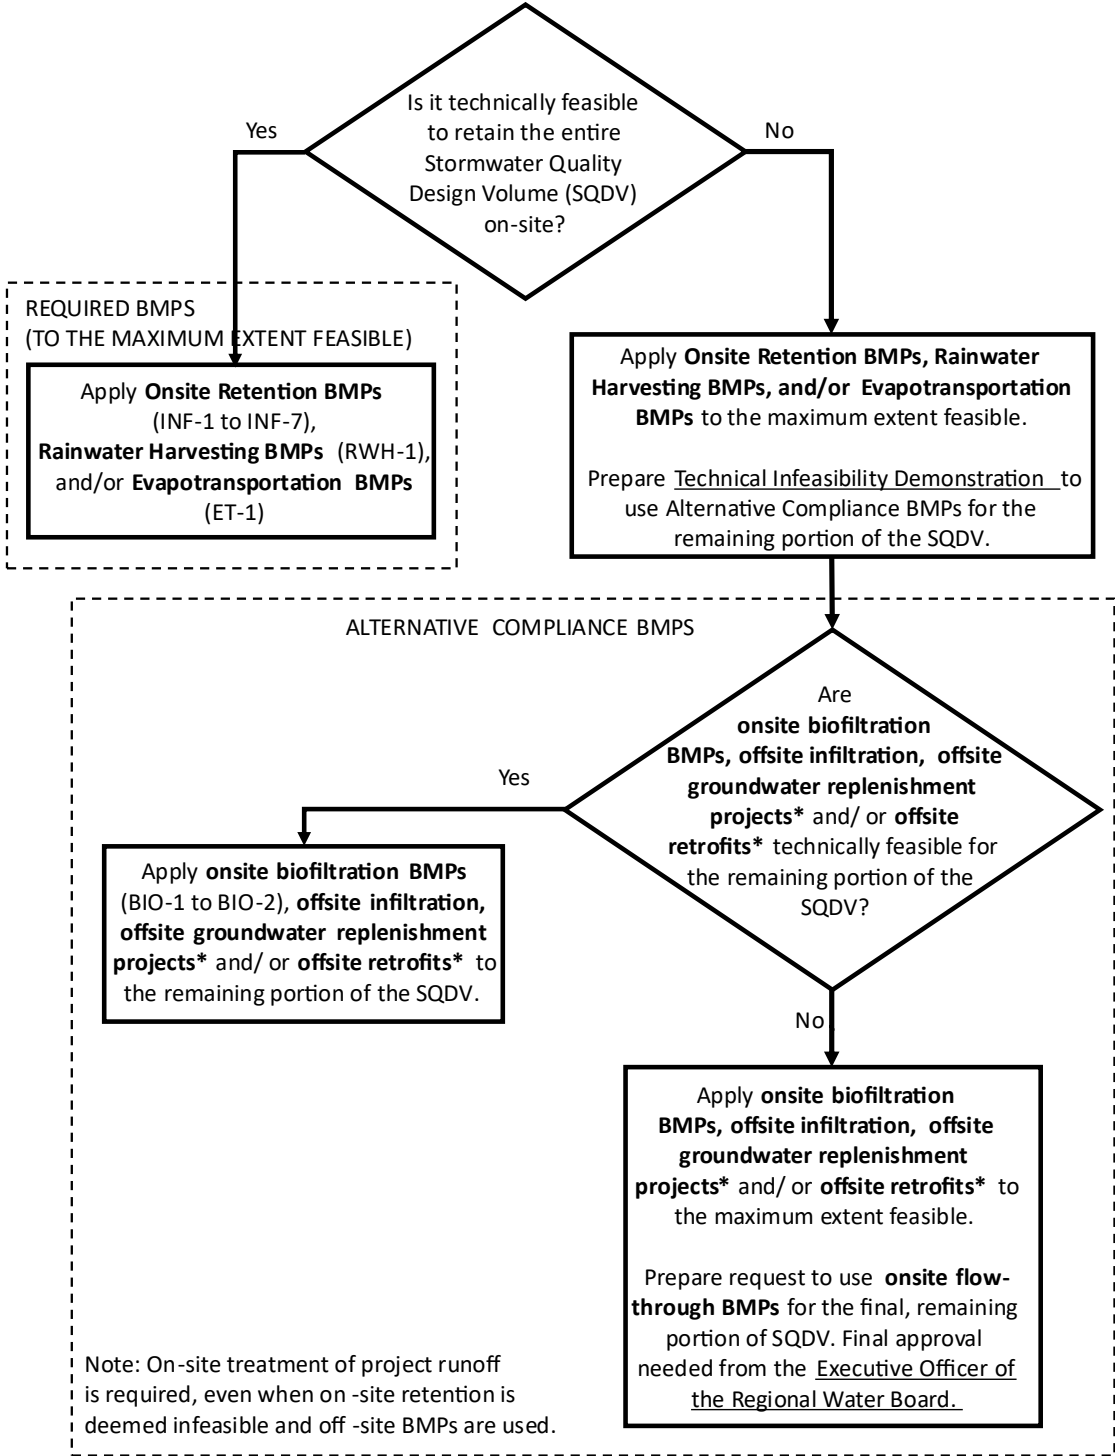 Is it technically feasible
to retain the entire
Stormwater Quality
Design Volume (SQDV)
on-site?
Yes
No
REQUIRED BMPS
(TO THE MAXIMUM EXTENT FEASIBLE)
Apply Onsite Retention BMPs
(INF-1 to INF-7),
Rainwater Harvesting BMPs (RWH-1),
and/or Evapotransportation BMPs
(ET-1)
Apply Onsite Retention BMPs, Rainwater
Harvesting BMPs, and/or Evapotransportation
BMPs to the maximum extent feasible.
Prepare Technical Infeasibility Demonstration to
use Alternative Compliance BMPs for the
remaining portion of the SQDV.
ALTERNATIVE COMPLIANCE BMPS
Are
onsite biofiltration
BMPs, offsite infiltration, offsite
groundwater replenishment
projects* and/ or offsite
retrofits* technically feasible for
the remaining portion of the
SQDV?
Yes
Apply onsite biofiltration BMPs
(BIO-1 to BIO-2), offsite infiltration,
offsite groundwater replenishment
projects* and/ or offsite retrofits* to
the remaining portion of the SQDV.
No
Apply onsite biofiltration
BMPs, offsite infiltration, offsite
groundwater replenishment
projects* and/ or offsite retrofits* to
the maximum extent feasible.
Prepare request to use onsite flow-
through BMPs for the final, remaining
portion of SQDV. Final approval
needed from the Executive Officer of
the Regional Water Board.
Note: On-site treatment of project runoff
is required, even when on -site retention is
deemed infeasible and off -site BMPs are used.